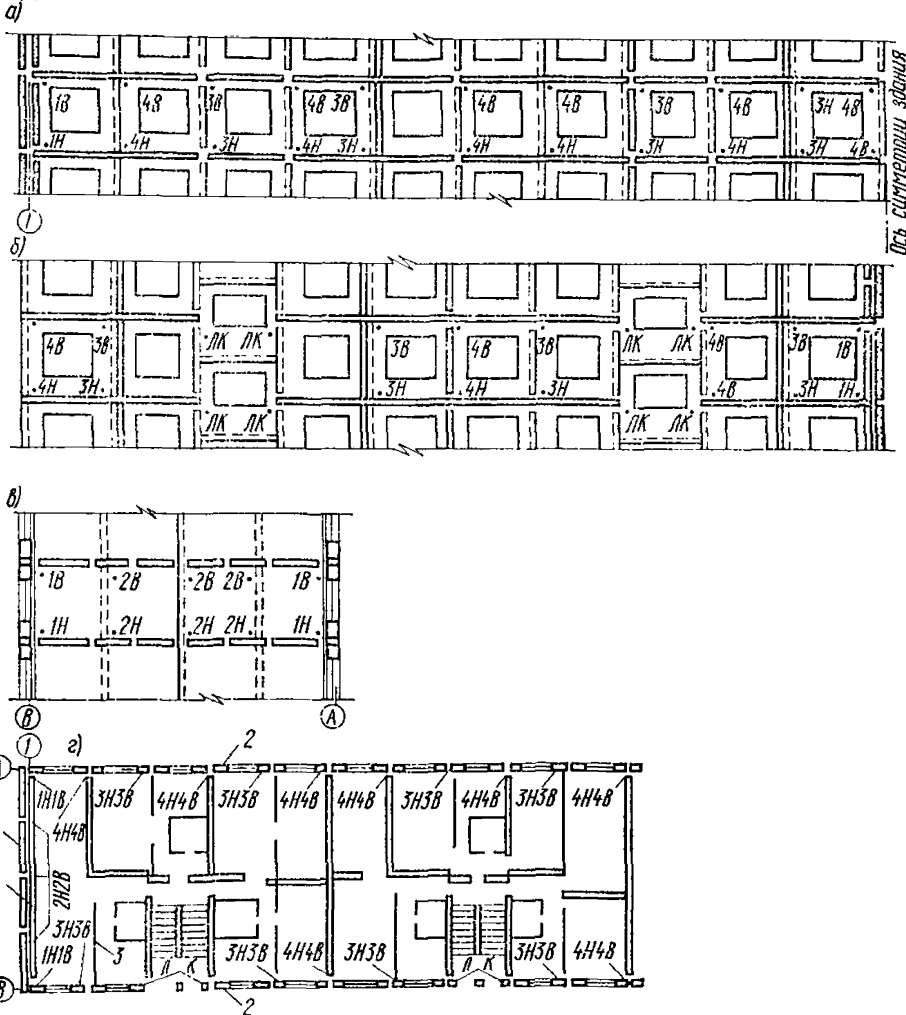 а)
1В 4В 3В 4В 3В 4В 4В 3В 4В 3Н 4В
1Н 4Н 3Н 4Н 3Н 4Н 4Н 3Н 4Н 3Н 4В
Ось симметрии здания
1
б)
ЛК ЛК ЛК ЛК
4В 3В 3В 4В 3В 4В 3В 1В
4Н 3Н 3Н 4Н 3Н 4В 3Н 1Н
ЛК ЛК ЛК ЛК
в)
1В 2В 2В 2В 1В
1Н 2Н 2Н 2Н 1Н
В А
1 г) 2
1Н1В 3Н3В 4Н4В 3Н3В 4Н4В 4Н4В 3Н3В 4Н4В 3Н3В 4Н4В
4Н4В
2Н2В
3Н3В
1Н1В 3 Л К 3Н3В 4Н4В 3Н3В Л К 3Н3В 4Н4В
В 2